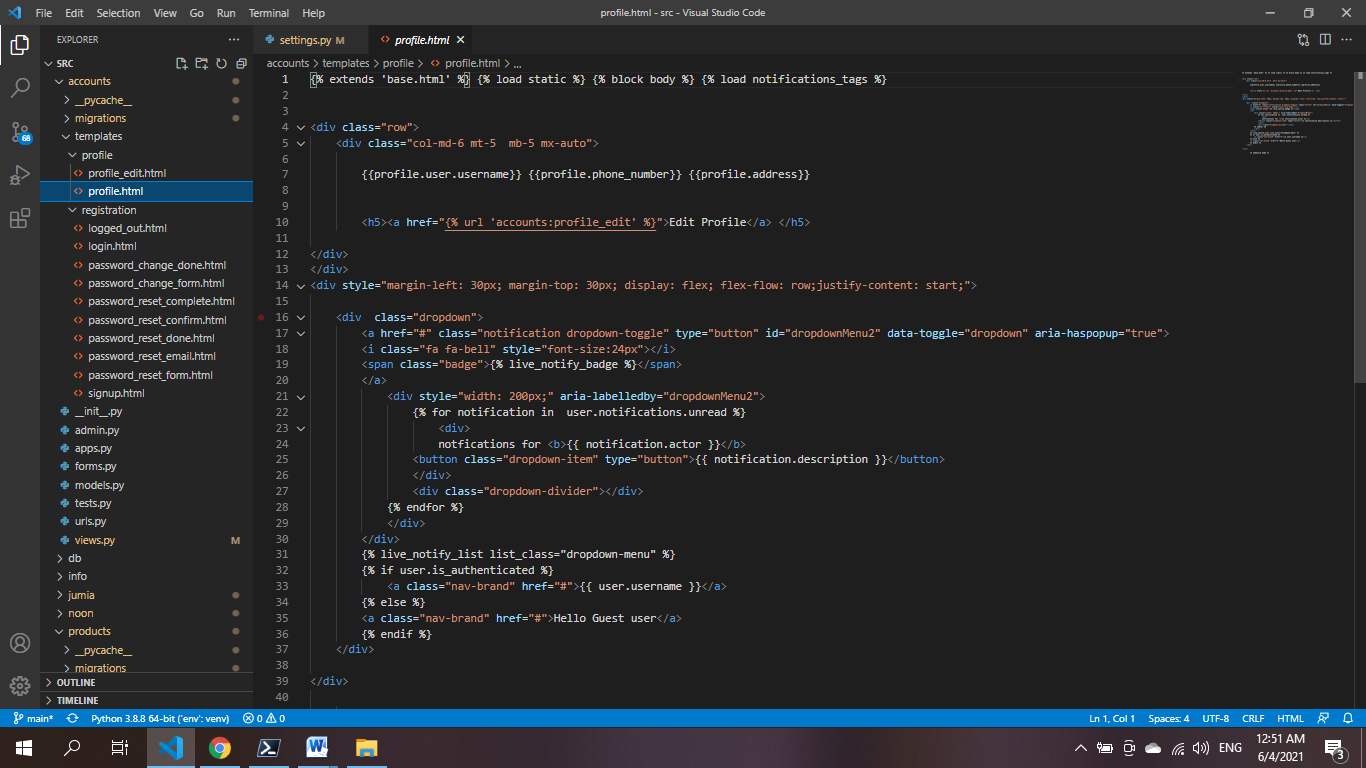 File Edit Selection View Go Run Terminal Help
profile.html - src - Visual Studio Code
EXPLORER
SRC
accounts
__pycache__
migrations
templates
profile
profile_edit.html
profile.html
registration
logged_out.html
login.html
password_change_done.html
password_change_form.html
password_reset_complete.html
password_reset_confirm.html
password_reset_done.html
password_reset_email.html
password_reset_form.html
signup.html
__init__.py
admin.py
apps.py
forms.py
models.py
tests.py
urls.py
views.py M
db
info
jumia
noon
products
__pycache__
migrations
OUTLINE
TIMELINE
68
settings.py M
profile.html
accounts > templates > profile > profile.html > ...
1 {% extends 'base.html' %} {% load static %} {% block body %} {% load notifications_tags %}
2
3
4 <div class="row">
5 <div class="col-md-6 mt-5  mb-5 mx-auto">
6
7 {{profile.user.username}} {{profile.phone_number}} {{profile.address}}
8
9
10 <h5><a href="{% url 'accounts:profile_edit' %}">Edit Profile</a> </h5>
11
12 </div>
13 </div>
14 <div style="margin-left: 30px; margin-top: 30px; display: flex; flex-flow: row;justify-content: start;">
15
16 <div  class="dropdown">
17 <a href="#" class="notification dropdown-toggle" type="button" id="dropdownMenu2" data-toggle="dropdown" aria-haspopup="true">
18 <i class="fa fa-bell" style="font-size:24px"></i>
19 <span class="badge">{% live_notify_badge %}</span>
20 </a>
21 <div style="width: 200px;" aria-labelledby="dropdownMenu2">
22 {% for notification in  user.notifications.unread %}
23 <div>
24 notfications for <b>{{ notification.actor }}</b>
25 <button class="dropdown-item" type="button">{{ notification.description }}</button>
26 </div>
27 <div class="dropdown-divider"></div>
28 {% endfor %}
29 </div>
30 </div>
31 {% live_notify_list list_class="dropdown-menu" %}
32 {% if user.is_authenticated %}
33 <a class="nav-brand" href="#">{{ user.username }}</a>
34 {% else %}
35 <a class="nav-brand" href="#">Hello Guest user</a>
36 {% endif %}
37 </div>
38
39 </div>
40
main* Python 3.8.8 64-bit ('env': venv) 0 0
Ln 1, Col 1 Spaces: 4 UTF-8 CRLF HTML
ENG
12:51 AM
6/4/2021
3